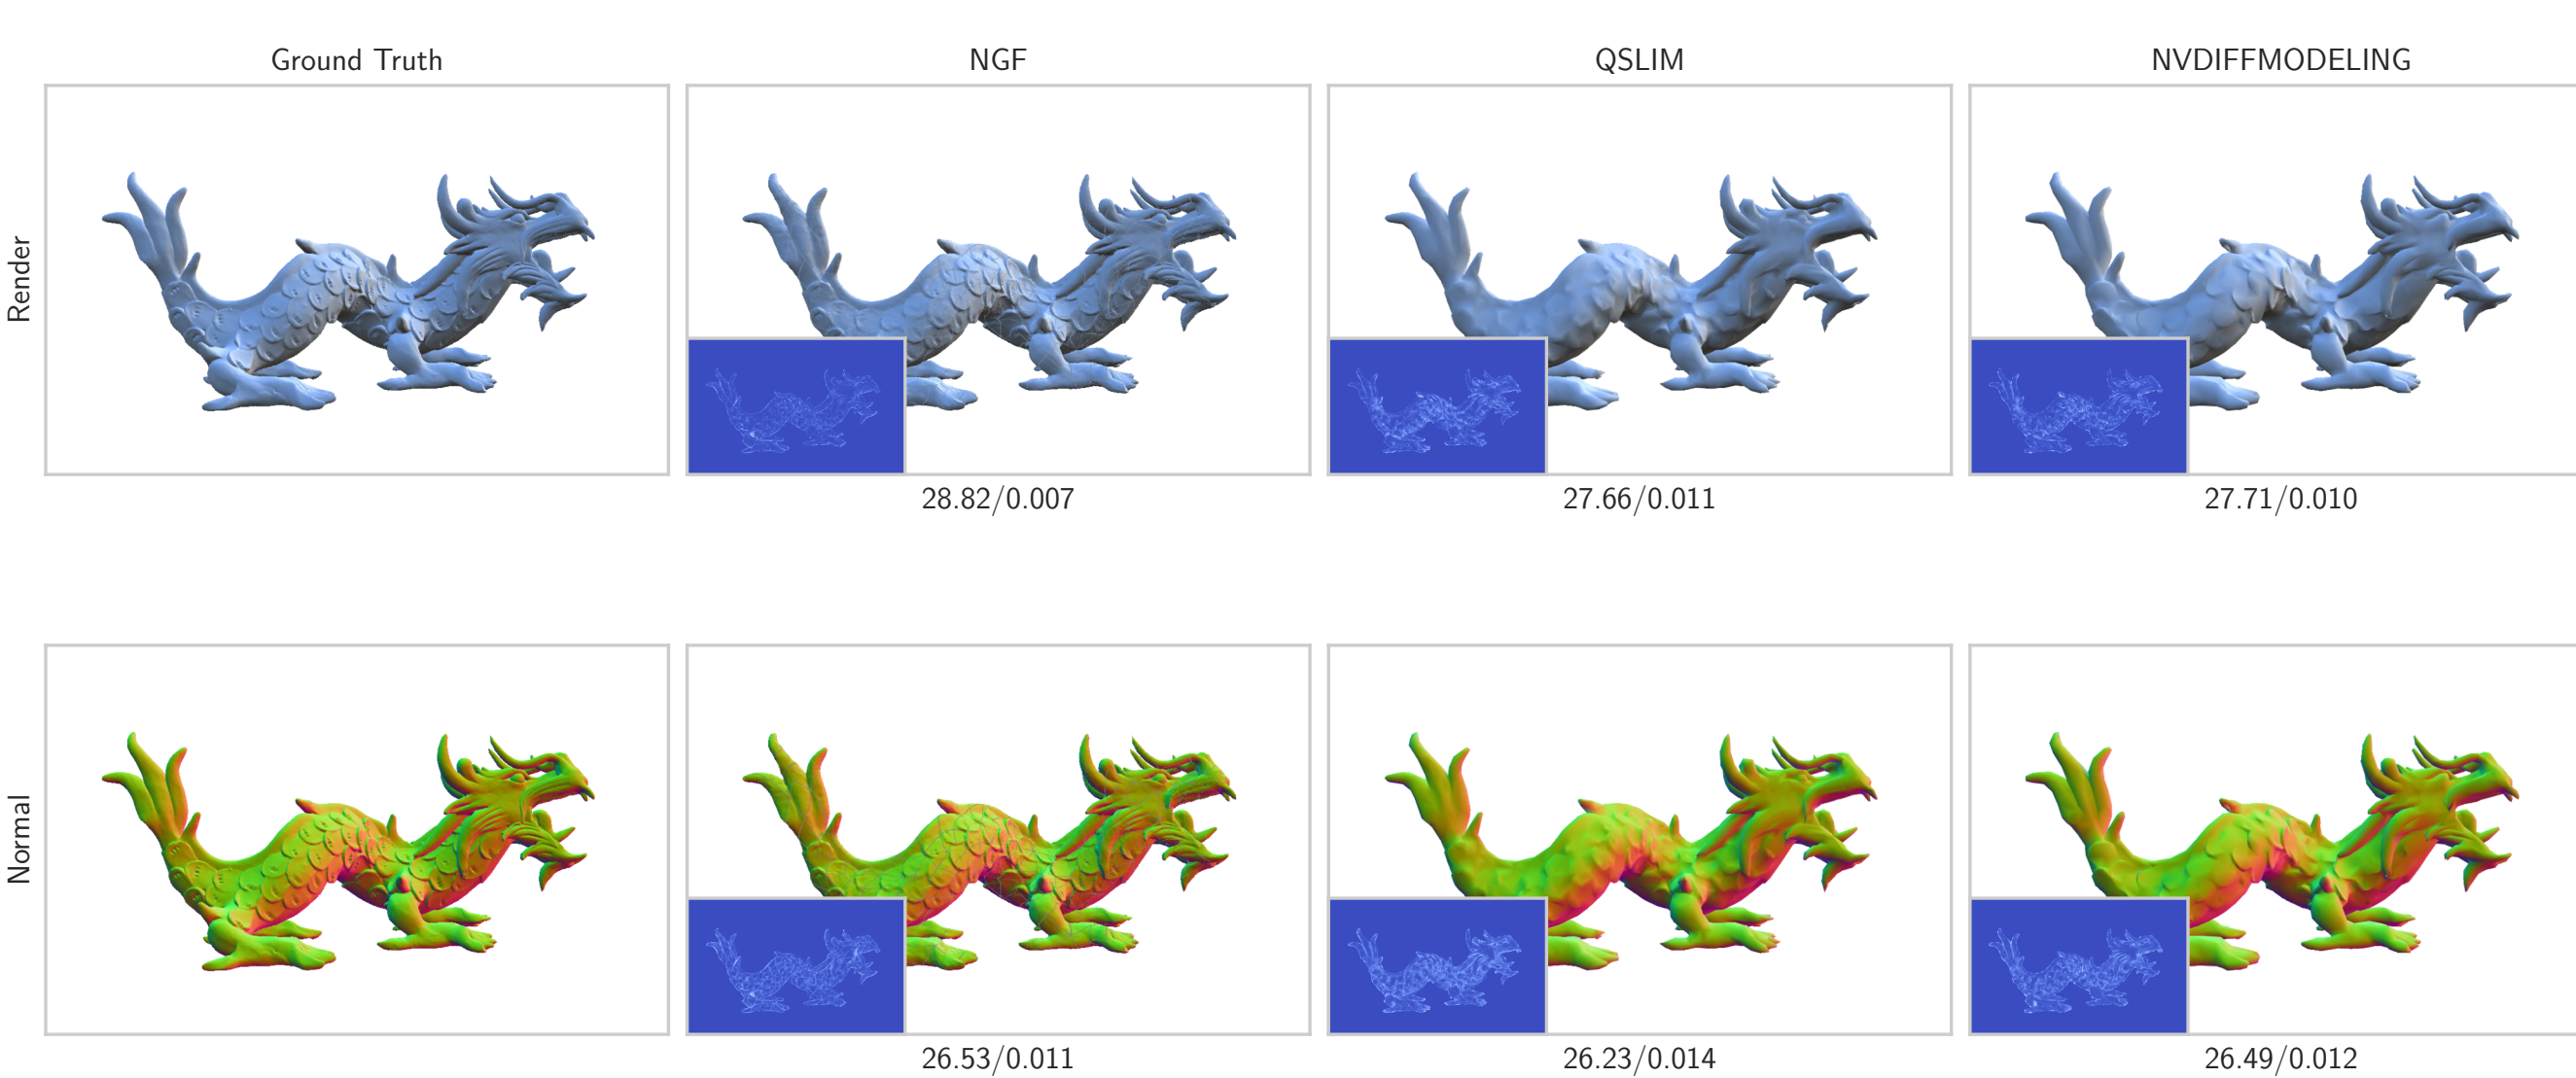 Ground Truth
NGF
QSLIM
NVDIFFMODELING
Render
28.82/0.007
27.66/0.011
27.71/0.010
Normal
26.53/0.011
26.23/0.014
26.49/0.012